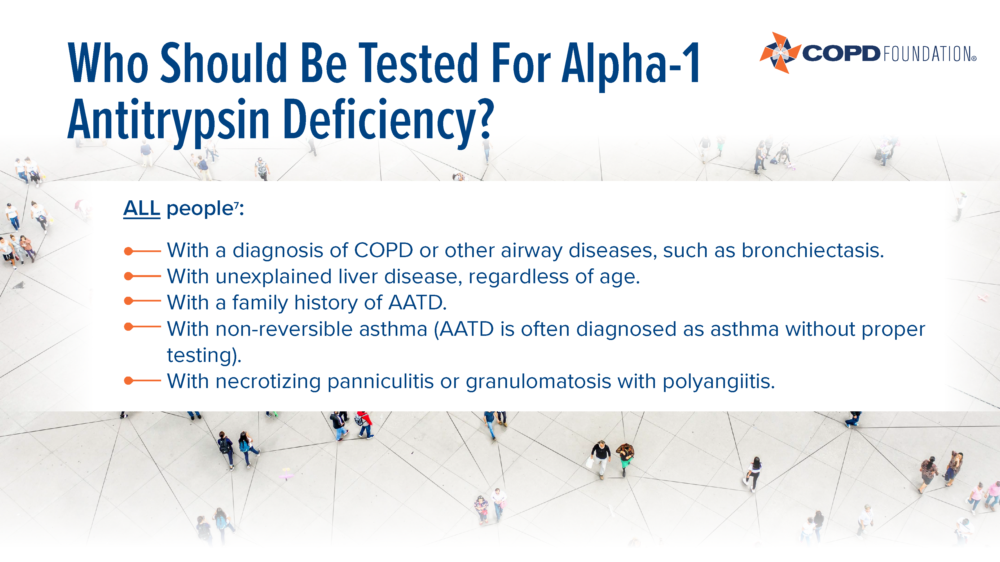 Who Should Be Tested For Alpha-1
Antitrypsin Deficiency?
COPD FOUNDATION®
ALL people⁷:
With a diagnosis of COPD or other airway diseases, such as bronchiectasis.
With unexplained liver disease, regardless of age.
With a family history of AATD.
With non-reversible asthma (AATD is often diagnosed as asthma without proper
testing).
With necrotizing panniculitis or granulomatosis with polyangiitis.